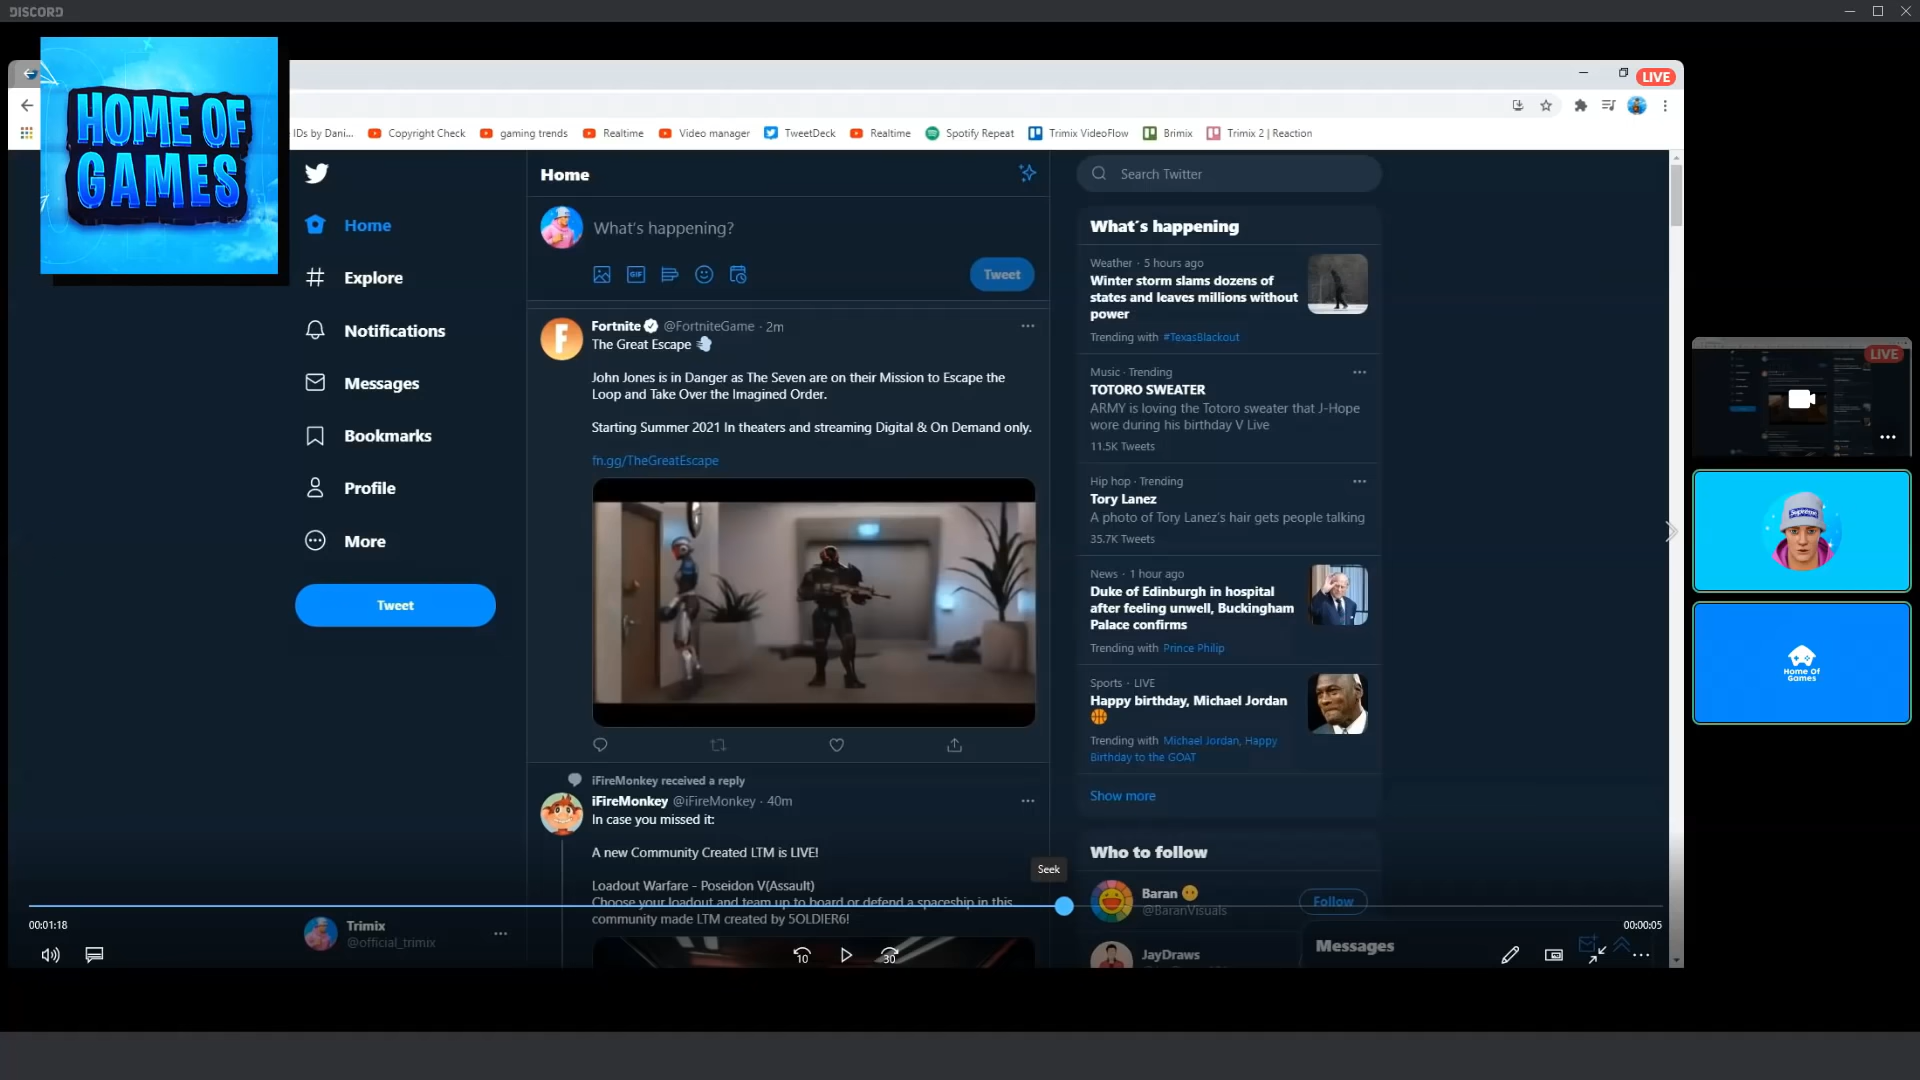 DISCORD
HOME OF
GAMES
LIVE
IDs by Dani...
Copyright Check
gaming trends
Realtime
Video manager
TweetDeck
Realtime
Spotify Repeat
Trimix VideoFlow
Brimix
Trimix 2 | Reaction
Home
Explore
Notifications
Messages
Bookmarks
Profile
More
Tweet
Trimix
@official_trimix
Home
What's happening?
GIF
Tweet
Fortnite @FortniteGame · 2m
The Great Escape
John Jones is in Danger as The Seven are on their Mission to Escape the
Loop and Take Over the Imagined Order.
Starting Summer 2021 In theaters and streaming Digital & On Demand only.
fn.gg/TheGreatEscape
iFireMonkey received a reply
iFireMonkey @iFireMonkey · 40m
In case you missed it:
A new Community Created LTM is LIVE!
Loadout Warfare - Poseidon V(Assault)
Choose your loadout and team up to board or defend a spaceship in this
community made LTM created by 5OLDIER6!
Search Twitter
What´s happening
Weather · 5 hours ago
Winter storm slams dozens of
states and leaves millions without
power
Trending with #TexasBlackout
Music · Trending
TOTORO SWEATER
ARMY is loving the Totoro sweater that J-Hope
wore during his birthday V Live
11.5K Tweets
Hip hop · Trending
Tory Lanez
A photo of Tory Lanez's hair gets people talking
35.7K Tweets
News · 1 hour ago
Duke of Edinburgh in hospital
after feeling unwell, Buckingham
Palace confirms
Trending with Prince Philip
Sports · LIVE
Happy birthday, Michael Jordan
Trending with Michael Jordan, Happy
Birthday to the GOAT
Show more
Who to follow
Baran
@BaranVisuals
Follow
JayDraws
Messages
Seek
00:01:18
00:00:05
10
30
LIVE
Supreme
Home Of
Games